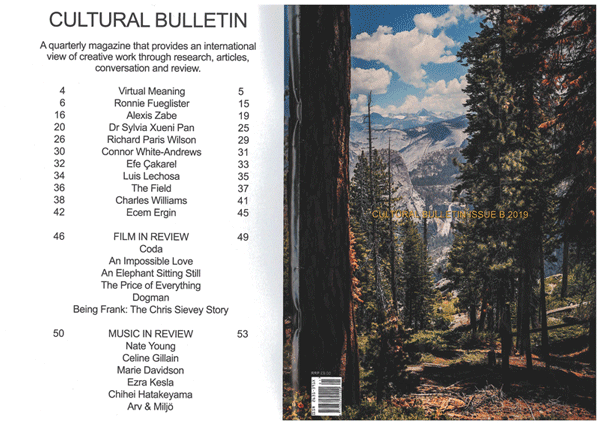 CULTURAL BULLETIN
A quarterly magazine that provides an international
view of creative work through research, articles,
conversation and review.
4 Virtual Meaning 5
6 Ronnie Fueglister 15
16 Alexis Zabe 19
20 Dr Sylvia Xueni Pan 25
26 Richard Paris Wilson 29
30 Connor White-Andrews 31
32 Efe Çakarel 33
34 Luis Lechosa 35
36 The Field 37
38 Charles Williams 41
42 Ecem Ergin 45
46 FILM IN REVIEW 49
Coda
An Impossible Love
An Elephant Sitting Still
The Price of Everything
Dogman
Being Frank: The Chris Sievey Story
50 MUSIC IN REVIEW 53
Nate Young
Celine Gillain
Marie Davidson
Ezra Kesla
Chihei Hatakeyama
Arv & Miljö
CULTURAL BULLETIN ISSUE B 2019